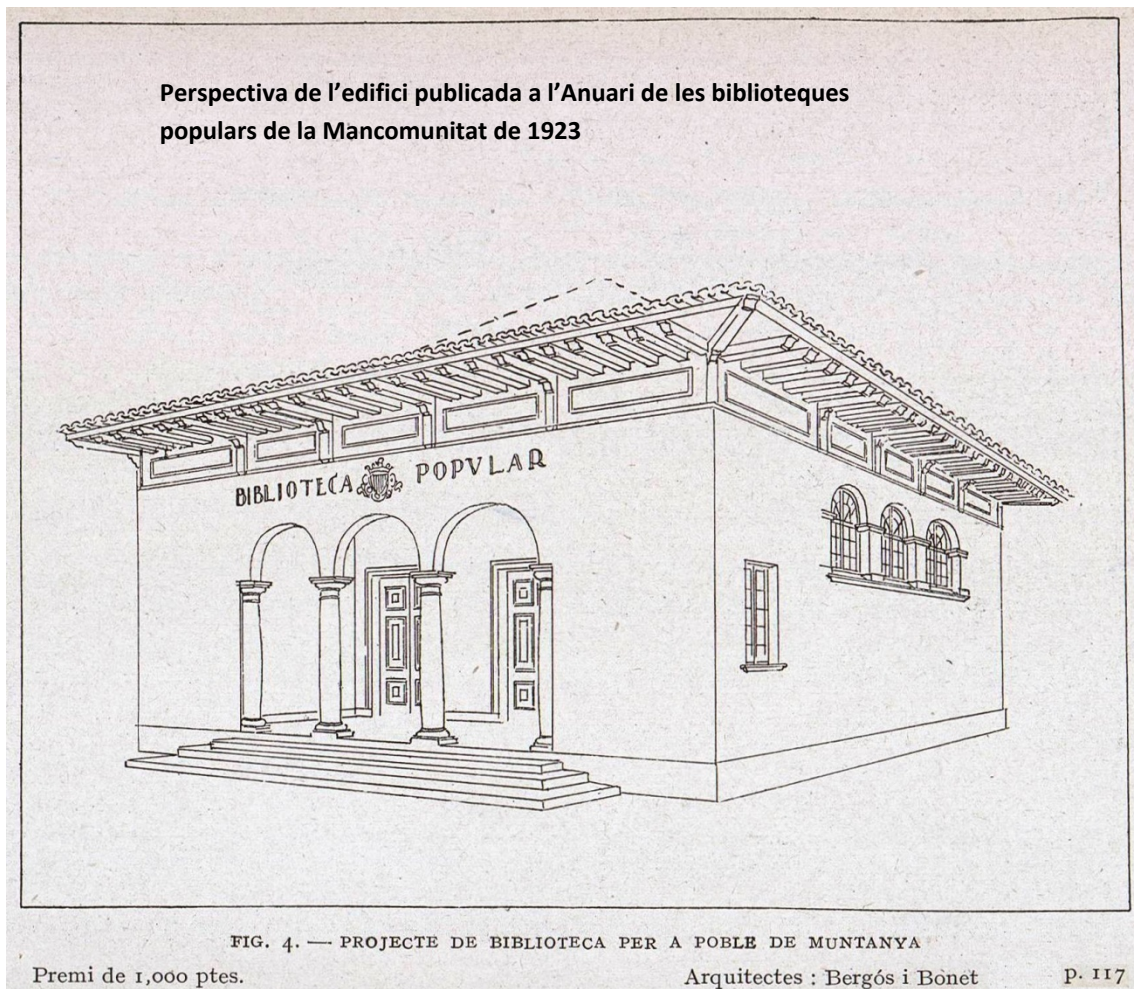 Perspectiva de l’edifici publicada a l’Anuari de les biblioteques
populars de la Mancomunitat de 1923
BIBLIOTECA POPVLAR
FIG. 4. — PROJECTE DE BIBLIOTECA PER A POBLE DE MUNTANYA
Premi de 1,000 ptes. Arquitectes : Bergós i Bonet p. 117